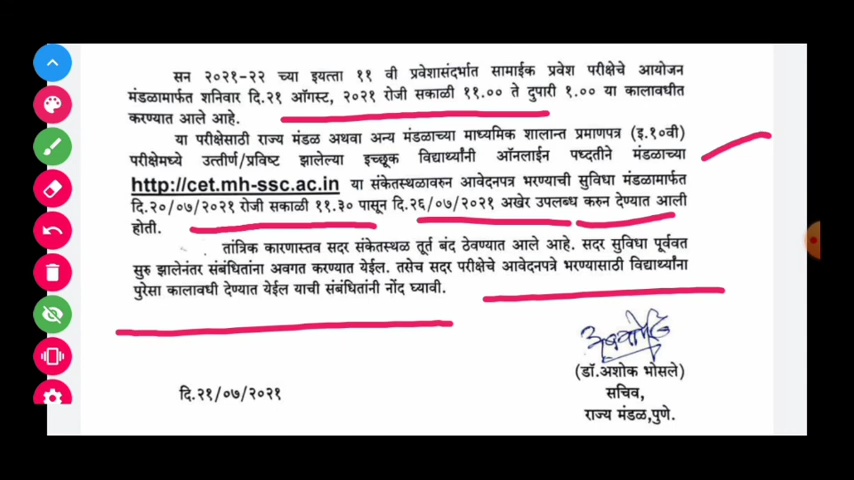 सन २०२१-२२ च्या इयत्ता ११ वी प्रवेशासंदर्भात सामाईक प्रवेश परीक्षेचे आयोजन
मंडळामार्फत शनिवार दि.२१ ऑगस्ट, २०२१ रोजी सकाळी ११.०० ते दुपारी १.०० या कालावधीत
करण्यात आले आहे.
या परीक्षेसाठी राज्य मंडळ अथवा अन्य मंडळाच्या माध्यमिक शालान्त प्रमाणपत्र (इ.१०वी)
परीक्षेमध्ये उत्तीर्ण/प्रविष्ट झालेल्या इच्छूक विद्यार्थ्यांनी ऑनलाईन पध्दतीने मंडळाच्या
http://cet.mh-ssc.ac.in या संकेतस्थळावरुन आवेदनपत्र भरण्याची सुविधा मंडळामार्फत
दि.२०/०७/२०२१ रोजी सकाळी ११.३० पासून दि.२६/०७/२०२१ अखेर उपलब्ध करुन देण्यात आली
होती.
तांत्रिक कारणास्तव सदर संकेतस्थळ तूर्त बंद ठेवण्यात आले आहे. सदर सुविधा पूर्ववत
सुरु झालेनंतर संबंधितांना अवगत करण्यात येईल. तसेच सदर परीक्षेचे आवेदनपत्रे भरण्यासाठी विद्यार्थ्यांना
पुरेसा कालावधी देण्यात येईल याची संबंधितांनी नोंद घ्यावी.
(डॉ.अशोक भोसले)
दि.२१/०७/२०२१
सचिव,
राज्य मंडळ,पुणे.